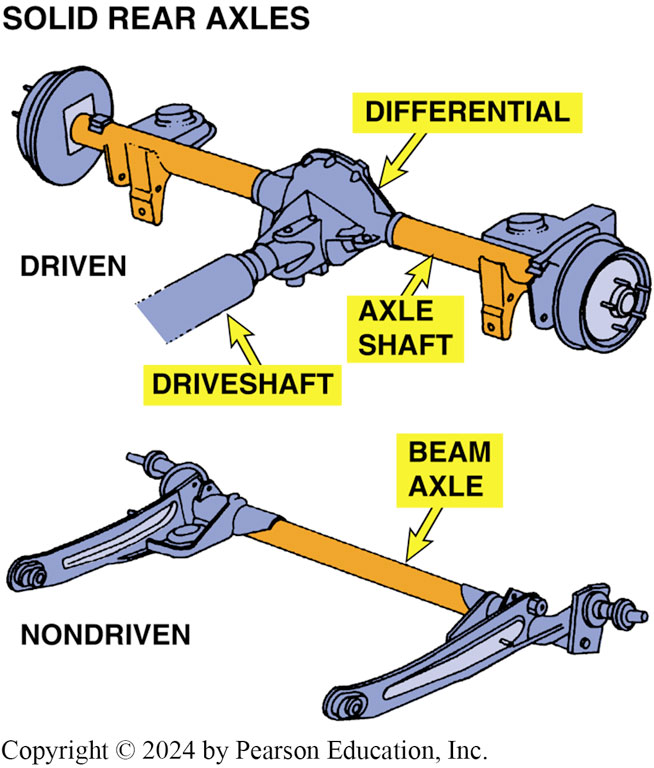 SOLID REAR AXLES
DIFFERENTIAL
DRIVEN
AXLE
SHAFT
DRIVESHAFT
BEAM
AXLE
NONDRIVEN
Copyright © 2024 by Pearson Education, Inc.